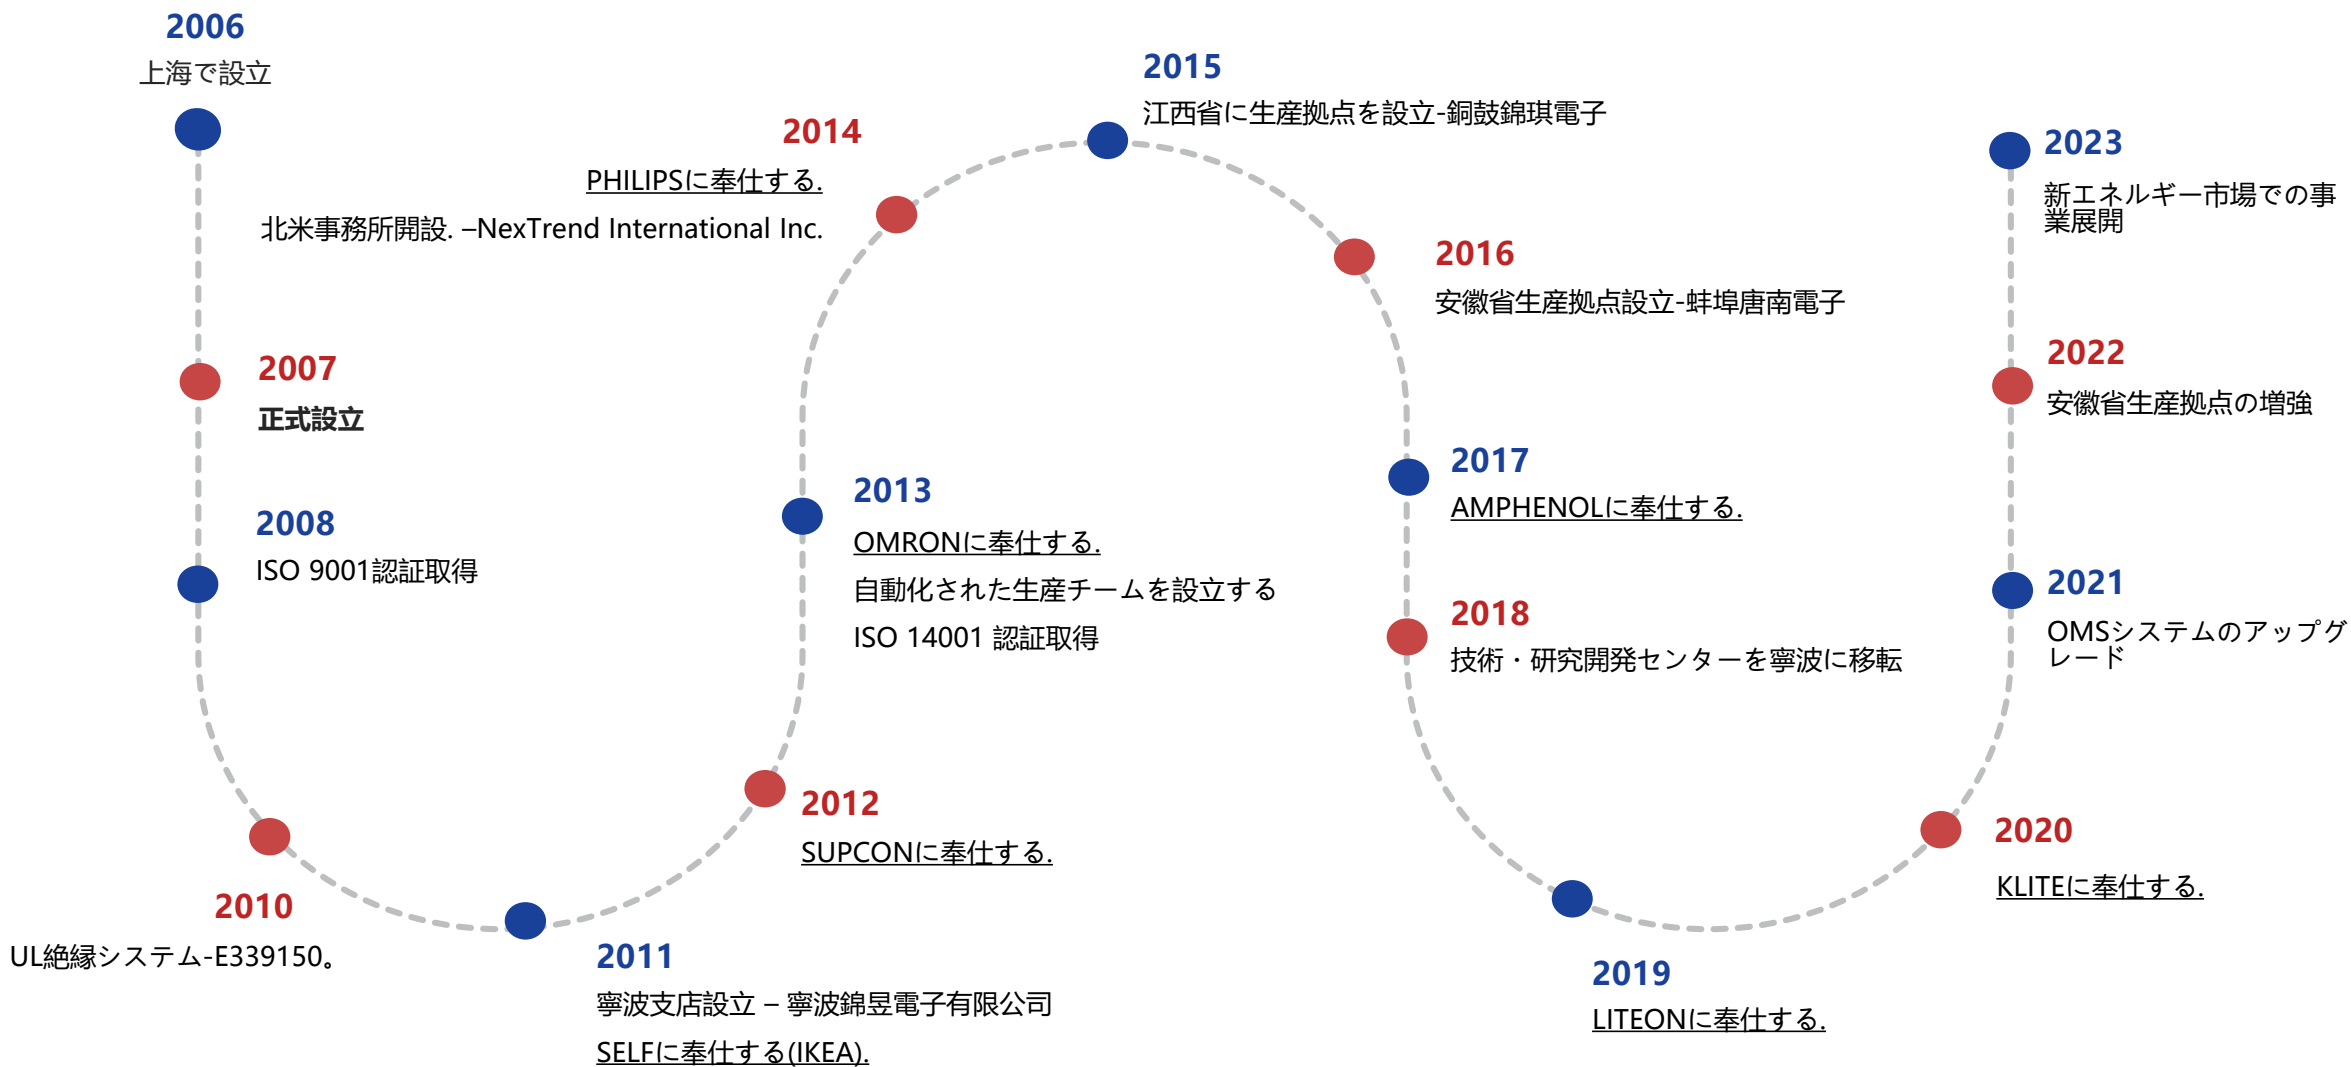 2006
上海で設立
2007
正式設立
2008
ISO 9001認証取得
2010
UL絶縁システム-E339150。
2011
寧波支店設立 – 寧波錦昱電子有限公司
SELFに奉仕する(IKEA).
2012
SUPCONに奉仕する.
2013
OMRONに奉仕する.
自動化された生産チームを設立する
ISO 14001 認証取得
2014
PHILIPSに奉仕する.
北米事務所開設. –NexTrend International Inc.
2015
江西省に生産拠点を設立-銅鼓錦琪電子
2016
安徽省生産拠点設立-蚌埠唐南電子
2017
AMPHENOLに奉仕する.
2018
技術・研究開発センターを寧波に移転
2019
LITEONに奉仕する.
2020
KLITEに奉仕する.
2021
OMSシステムのアップグ
レード
2022
安徽省生産拠点の増強
2023
新エネルギー市場での事
業展開